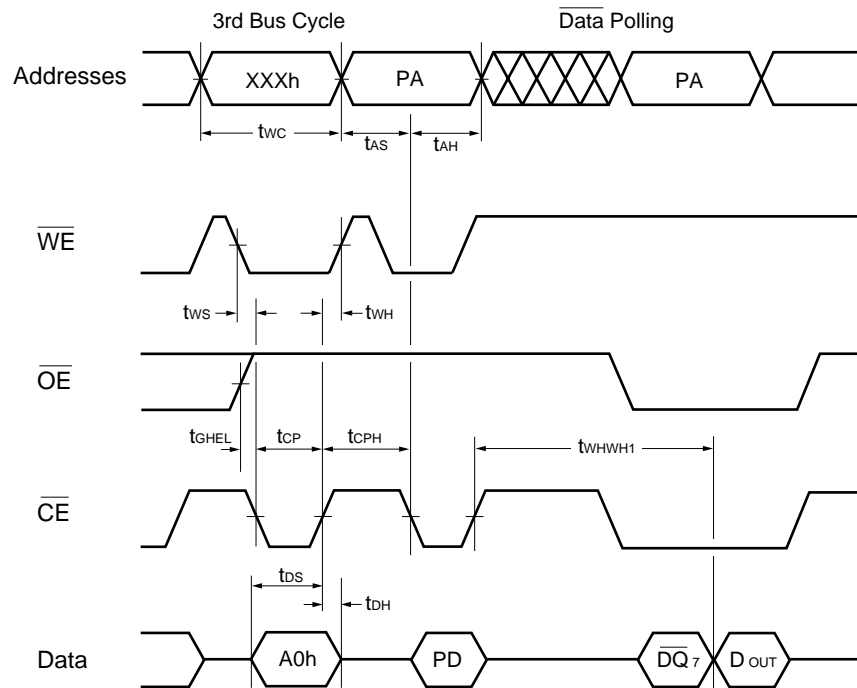 3rd Bus Cycle
Data Polling
Addresses
XXXh
PA
PA
tWC
tAS
tAH
WE
tWS
tWH
OE
tGHEL
tCP
tCPH
tWHWH1
CE
tDS
tDH
Data
A0h
PD
DQ7
DOUT